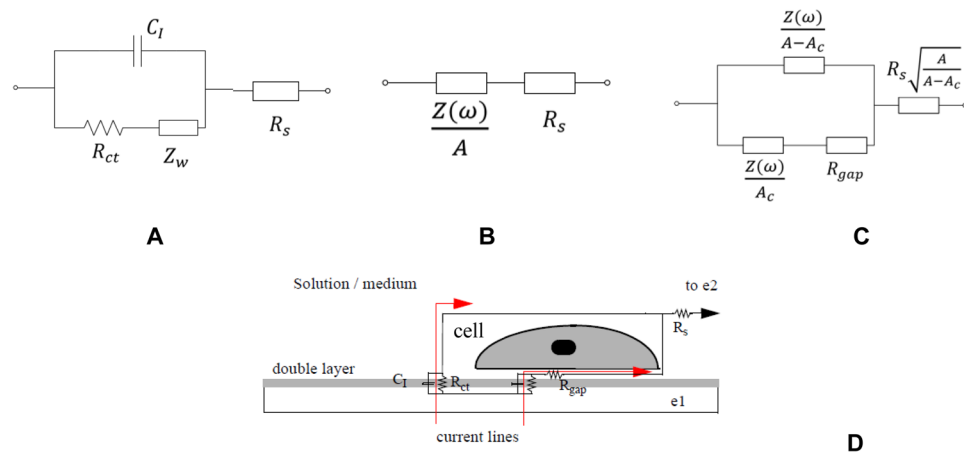 C_I
R_ct
Z_w
R_s
A
Z(ω)
A
R_s
B
Z(ω)
A−A_c
R_s √ A
A−A_c
Z(ω)
A_c
R_gap
C
Solution / medium
to e2
cell
R_s
double layer
C_I
R_ct
R_gap
e1
current lines
D